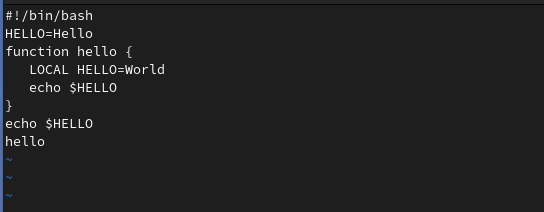 #!/bin/bash
HELLO=Hello
function hello {
   LOCAL HELLO=World
   echo $HELLO
}
echo $HELLO
hello
~
~
~